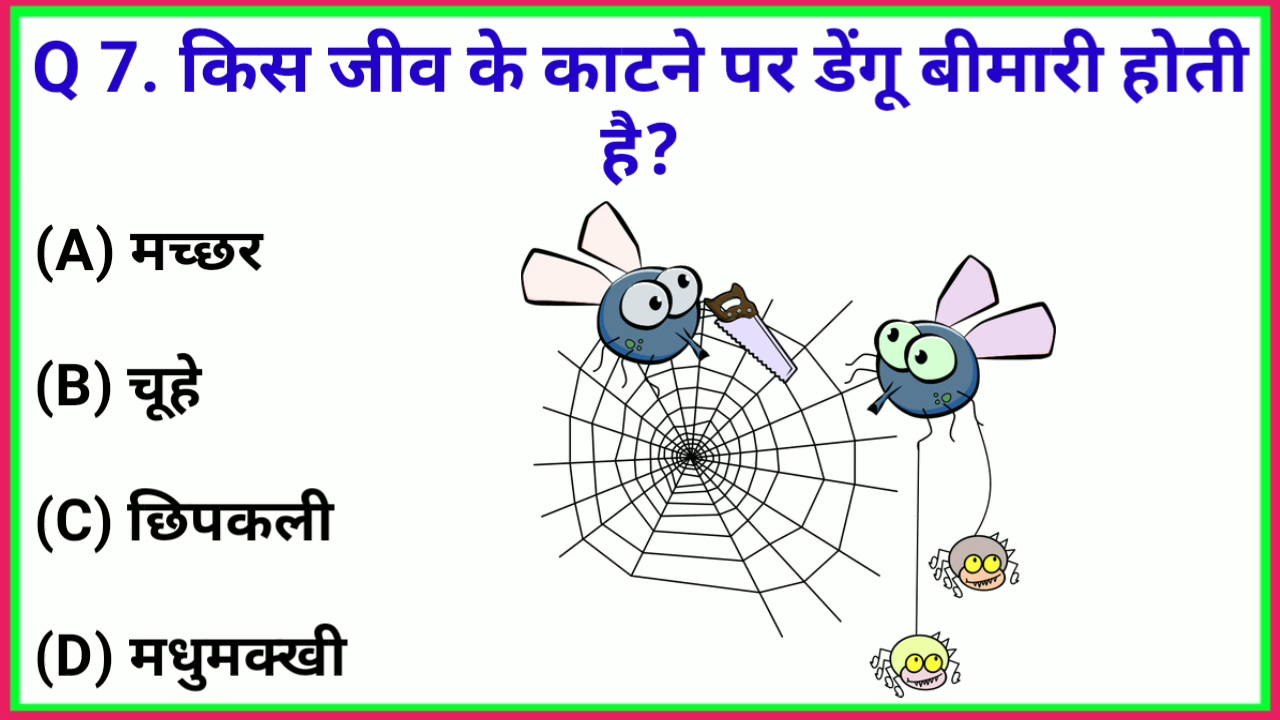 Q 7. किस जीव के काटने पर डेंगू बीमारी होती
है?
(A) मच्छर
(B) चूहे
(C) छिपकली
(D) मधुमक्खी